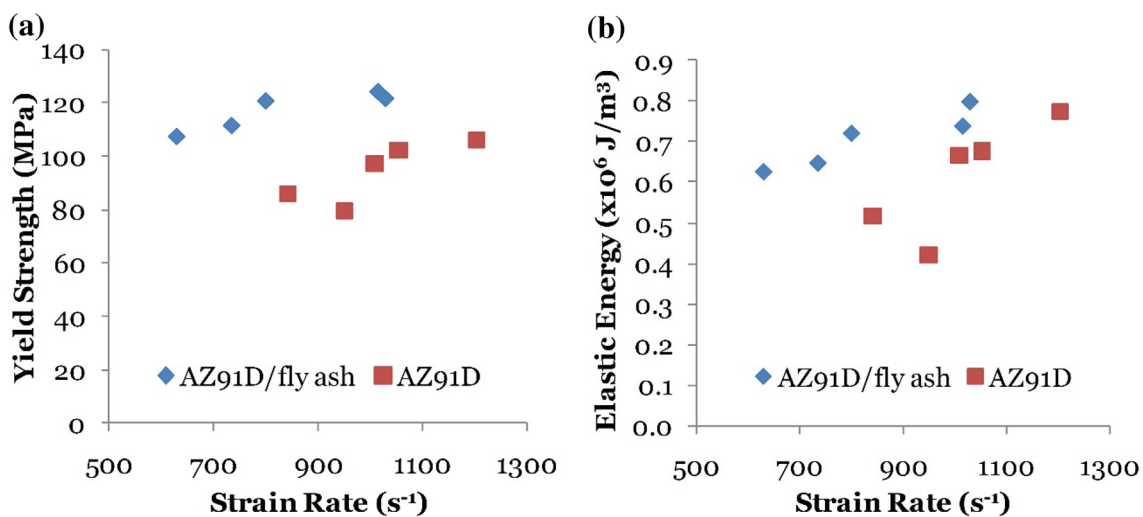 (a)
Yield Strength (MPa)
140
120
100
80
60
40
20
0
AZ91D/fly ash
AZ91D
500
700
900
1100
1300
Strain Rate (s⁻¹)
(b)
Elastic Energy (x10⁶ J/m³)
0.9
0.8
0.7
0.6
0.5
0.4
0.3
0.2
0.1
0.0
AZ91D/fly ash
AZ91D
500
700
900
1100
1300
Strain Rate (s⁻¹)